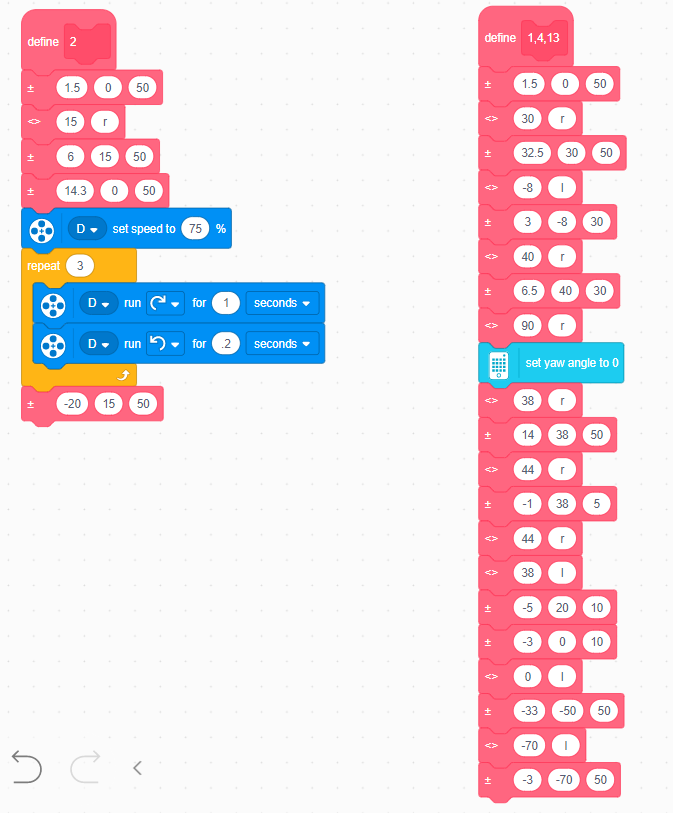 define 2
± 1.5 0 50
<> 15 r
± 6 15 50
± 14.3 0 50
D set speed to 75 %
repeat 3
D run for 1 seconds
D run for .2 seconds
± -20 15 50
define 1,4,13
± 1.5 0 50
<> 30 r
± 32.5 30 50
<> -8 l
± 3 -8 30
<> 40 r
± 6.5 40 30
<> 90 r
set yaw angle to 0
<> 38 r
± 14 38 50
<> 44 r
± -1 38 5
<> 44 r
<> 38 l
± -5 20 10
± -3 0 10
<> 0 l
± -33 -50 50
<> -70 l
± -3 -70 50